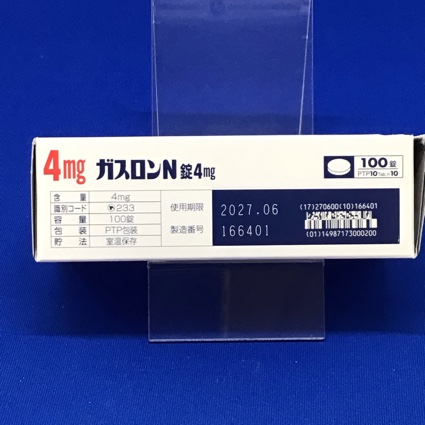 4mg ガスロンN錠4mg
100錠
PTP10Tab.×10
含量 4mg
識別コード 233
容量 100錠
包装 PTP包装
貯法 室温保存
使用期限 2027.06
製造番号 166401
(17)270600(10)166401
(01)14987173000200